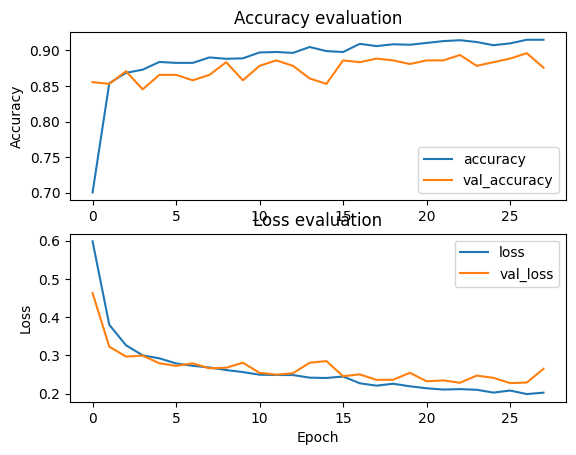 Accuracy evaluation
Accuracy
0.90
0.85
0.80
0.75
0.70
accuracy
val_accuracy
0 5 10 15 20 25
Loss evaluation
Loss
0.6
0.5
0.4
0.3
0.2
loss
val_loss
0 5 10 15 20 25
Epoch